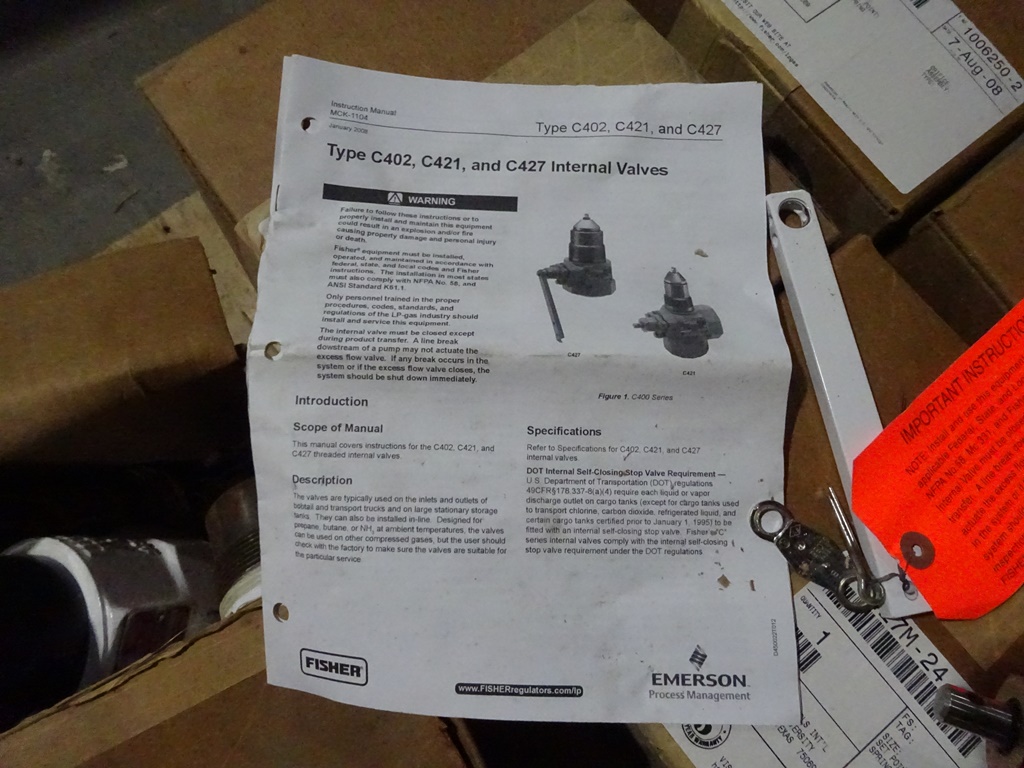 Instruction Manual
MCK-1104
January 2008
Type C402, C421, and C427
Type C402, C421, and C427 Internal Valves
WARNING
Failure to follow these instructions or to
properly install and maintain this equipment
could result in an explosion and/or fire
causing property damage and personal injury
or death.
Fisher® equipment must be installed,
operated, and maintained in accordance with
federal, state, and local codes and Fisher
instructions. The installation in most states
must also comply with NFPA No. 58, and
ANSI Standard K61.1.
Only personnel trained in the proper
procedures, codes, standards, and
regulations of the LP-gas industry should
install and service this equipment.
The internal valve must be closed except
during product transfer. A line break
dowstream of a pump may not actuate the
excess flow valve. If any break occurs in the
system or if the excess flow valve closes, the
system should be shut down immediately.
C427
C421
Figure 1. C400 Series
Introduction
Scope of Manual
This manual covers instructions for the C402, C421, and
C427 threaded internal valves.
Description
The valves are typically used on the inlets and outlets of
bobtail and transport trucks and on large stationary storage
tanks. They can also be installed in-line. Designed for
propane, butane, or NH₃ at ambient temperatures, the valves
can be used on other compressed gases, but the user should
check with the factory to make sure the valves are suitable for
the particular service.
Specifications
Refer to Specifications for C402, C421, and C427
internal valves.
DOT Internal Self-Closing Stop Valve Requirement —
U.S. Department of Transportation (DOT) regulations
49CFR§178.337-8(a)(4) require each liquid or vapor
discharge outlet on cargo tanks (except for cargo tanks used
to transport chlorine, carbon dioxide, refrigerated liquid, and
certain cargo tanks certified prior to January 1, 1995) to be
fitted with an internal self-closing stop valve. Fisher "C"
series internal valves comply with the internal self-closing
stop valve requirement under the DOT regulations.
FISHER
www.FISHERregulators.com/lp
EMERSON
Process Management
1006250-2
7-Aug-08
IMPORTANT INSTRUCTIO
QUANTITY
1
7M-24
TEXAS 7506
WARRANTY
FS:
TAG:
SIZE:
SET PO
SPRIN